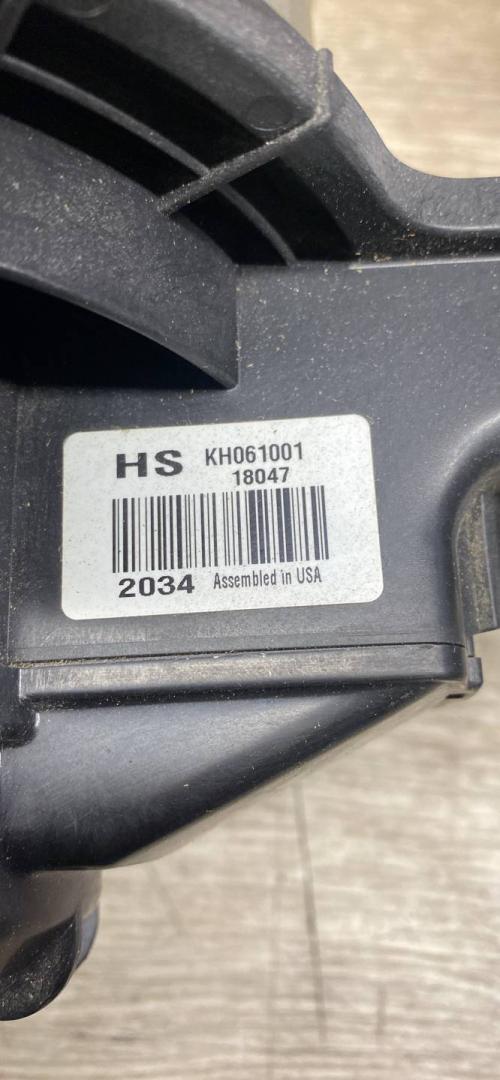 HS KH061001
18047
2034 Assembled in USA